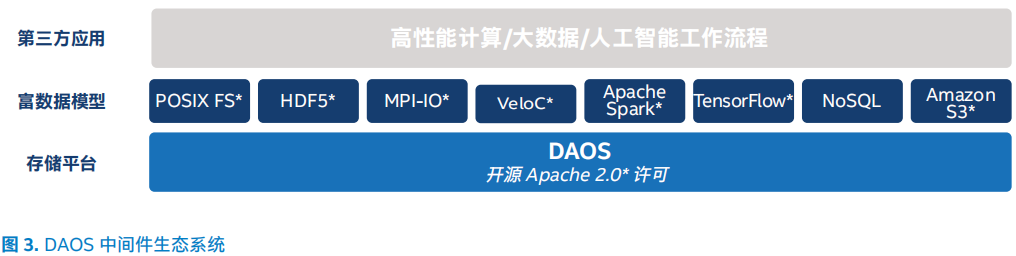 第三方应用
高性能计算/大数据/人工智能工作流程
富数据模型
POSIX FS*
HDF5*
MPI-IO*
VeloC*
Apache
Spark*
TensorFlow*
NoSQL
Amazon
S3*
存储平台
DAOS
开源 Apache 2.0* 许可
图 3. DAOS 中间件生态系统